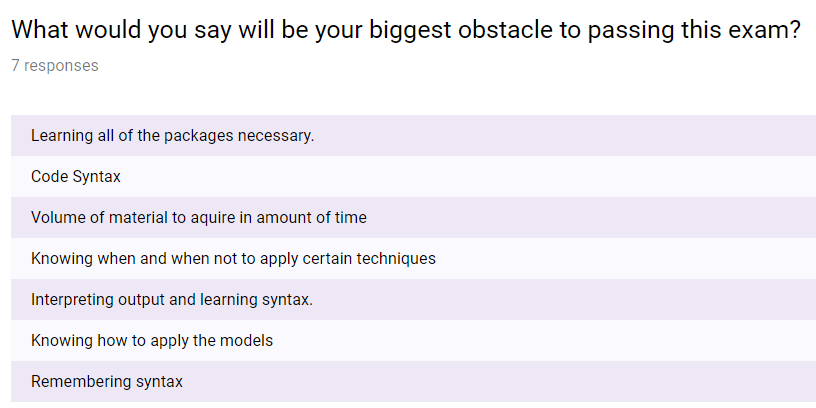 What would you say will be your biggest obstacle to passing this exam?
7 responses
Learning all of the packages necessary.
Code Syntax
Volume of material to aquire in amount of time
Knowing when and when not to apply certain techniques
Interpreting output and learning syntax.
Knowing how to apply the models
Remembering syntax